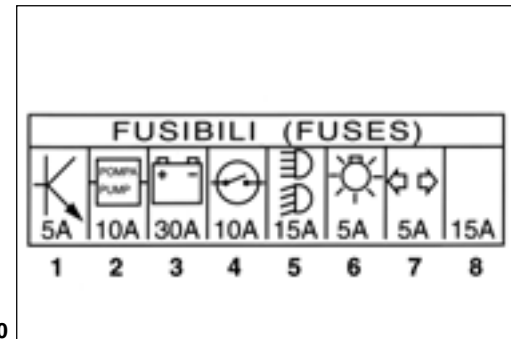 FUSIBILI (FUSES)
POMPA
PUMP
+ -
5A 10A 30A 10A 15A 5A 5A 15A
1 2 3 4 5 6 7 8
0